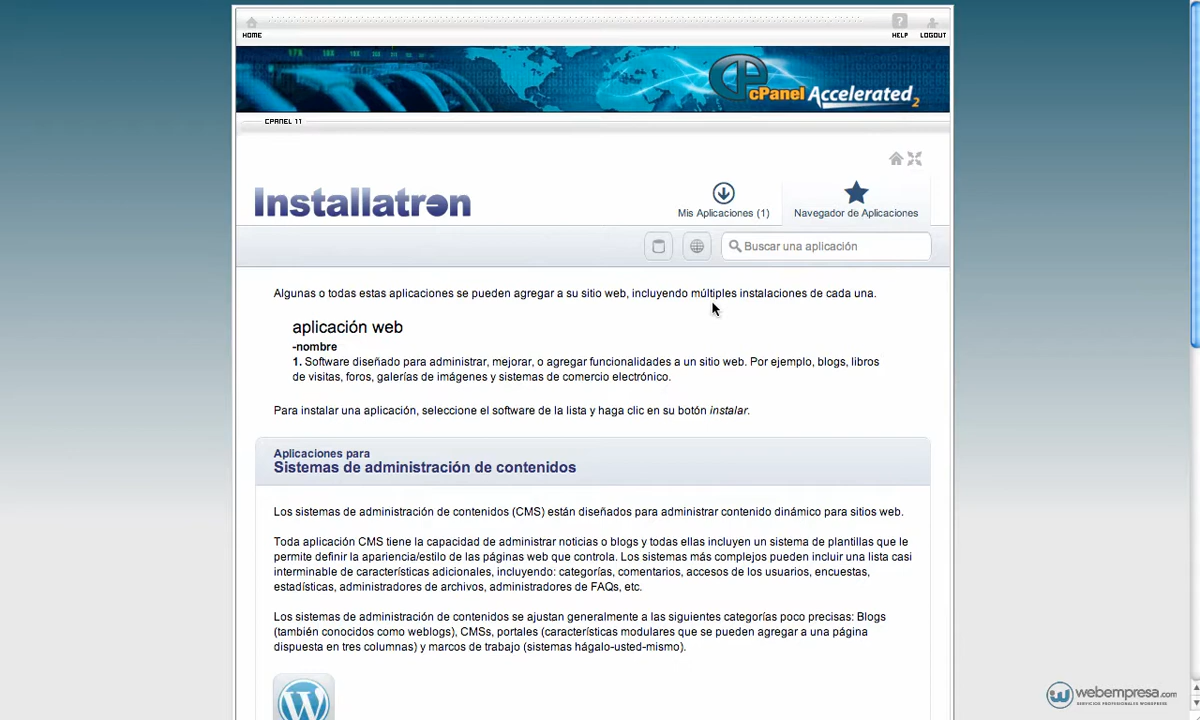 HOME
HELP
LOGOUT
cPanel Accelerated2
CPANEL 11
Installatron
Mis Aplicaciones (1)
Navegador de Aplicaciones
Buscar una aplicación
Algunas o todas estas aplicaciones se pueden agregar a su sitio web, incluyendo múltiples instalaciones de cada una.
aplicación web
-nombre
1. Software diseñado para administrar, mejorar, o agregar funcionalidades a un sitio web. Por ejemplo, blogs, libros
de visitas, foros, galerías de imágenes y sistemas de comercio electrónico.
Para instalar una aplicación, seleccione el software de la lista y haga clic en su botón instalar.
Aplicaciones para
Sistemas de administración de contenidos
Los sistemas de administración de contenidos (CMS) están diseñados para administrar contenido dinámico para sitios web.
Toda aplicación CMS tiene la capacidad de administrar noticias o blogs y todas ellas incluyen un sistema de plantillas que le
permite definir la apariencia/estilo de las páginas web que controla. Los sistemas más complejos pueden incluir una lista casi
interminable de características adicionales, incluyendo: categorías, comentarios, accesos de los usuarios, encuestas,
estadísticas, administradores de archivos, administradores de FAQs, etc.
Los sistemas de administración de contenidos se ajustan generalmente a las siguientes categorías poco precisas: Blogs
(también conocidos como weblogs), CMSs, portales (características modulares que se pueden agregar a una página
dispuesta en tres columnas) y marcos de trabajo (sistemas hágalo-usted-mismo).
webempresa.com
SERVICIOS PROFESIONALES WORDPRESS